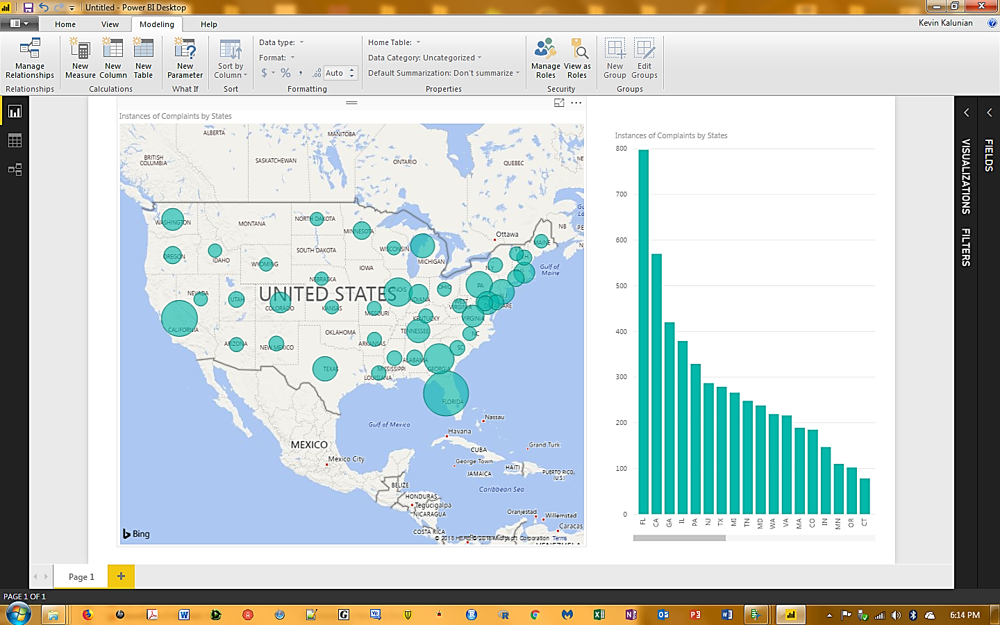 Untitled - Power BI Desktop
Home View Modeling Help
Kevin Kalunian
Manage Relationships
New Measure
New Column
New Table
New Parameter
Sort by Column
Data type:
Format:
$ % , .00 Auto
Home Table:
Data Category: Uncategorized
Default Summarization: Don't summarize
Manage Roles
View as Roles
New Group
Edit Groups
Relationships Calculations What If Sort Formatting Properties Security Groups
Instances of Complaints by States
ALBERTA
MANITOBA
BRITISH COLUMBIA
SASKATCHEWAN
ONTARIO
QUEBEC
WASHINGTON
MONTANA
NORTH DAKOTA
MINNESOTA
Ottawa
NB
MAINE
OREGON
IDAHO
WYOMING
SOUTH DAKOTA
WISCONSIN
MICHIGAN
IOWA
Gulf of Maine
NEBRASKA
UNITED STATES
OHIO
PA
NEVADA
UTAH
COLORADO
KANSAS
MISSOURI
INDIANA
WEST VIRGINIA
CALIFORNIA
KENTUCKY
VIRGINIA
ARIZONA
NEW MEXICO
OKLAHOMA
ARKANSAS
TENNESSEE
NC
SC
TEXAS
LOUISIANA
MISSISSIPPI
ALABAMA
GEORGIA
FLORIDA
Gulf of Mexico
Nassau
Havana
MEXICO
Mexico City
CUBA
Grand Turk
George Town
JAMAICA
HAITI
PUERTO RICO (U.S.)
BELIZE
Caribbean Sea
HONDURAS
Tegucigalpa
NICARAGUA
Oranjestad
Willemstad
COSTA RICA
Caracas
Bing
Terms
Instances of Complaints by States
800
700
600
500
400
300
200
100
0
FL CA GA IL PA NJ TX MI TN MD WA VA MA CO IN MN OR CT
VISUALIZATIONS
FILTERS
FIELDS
Page 1
PAGE 1 OF 1
6:14 PM